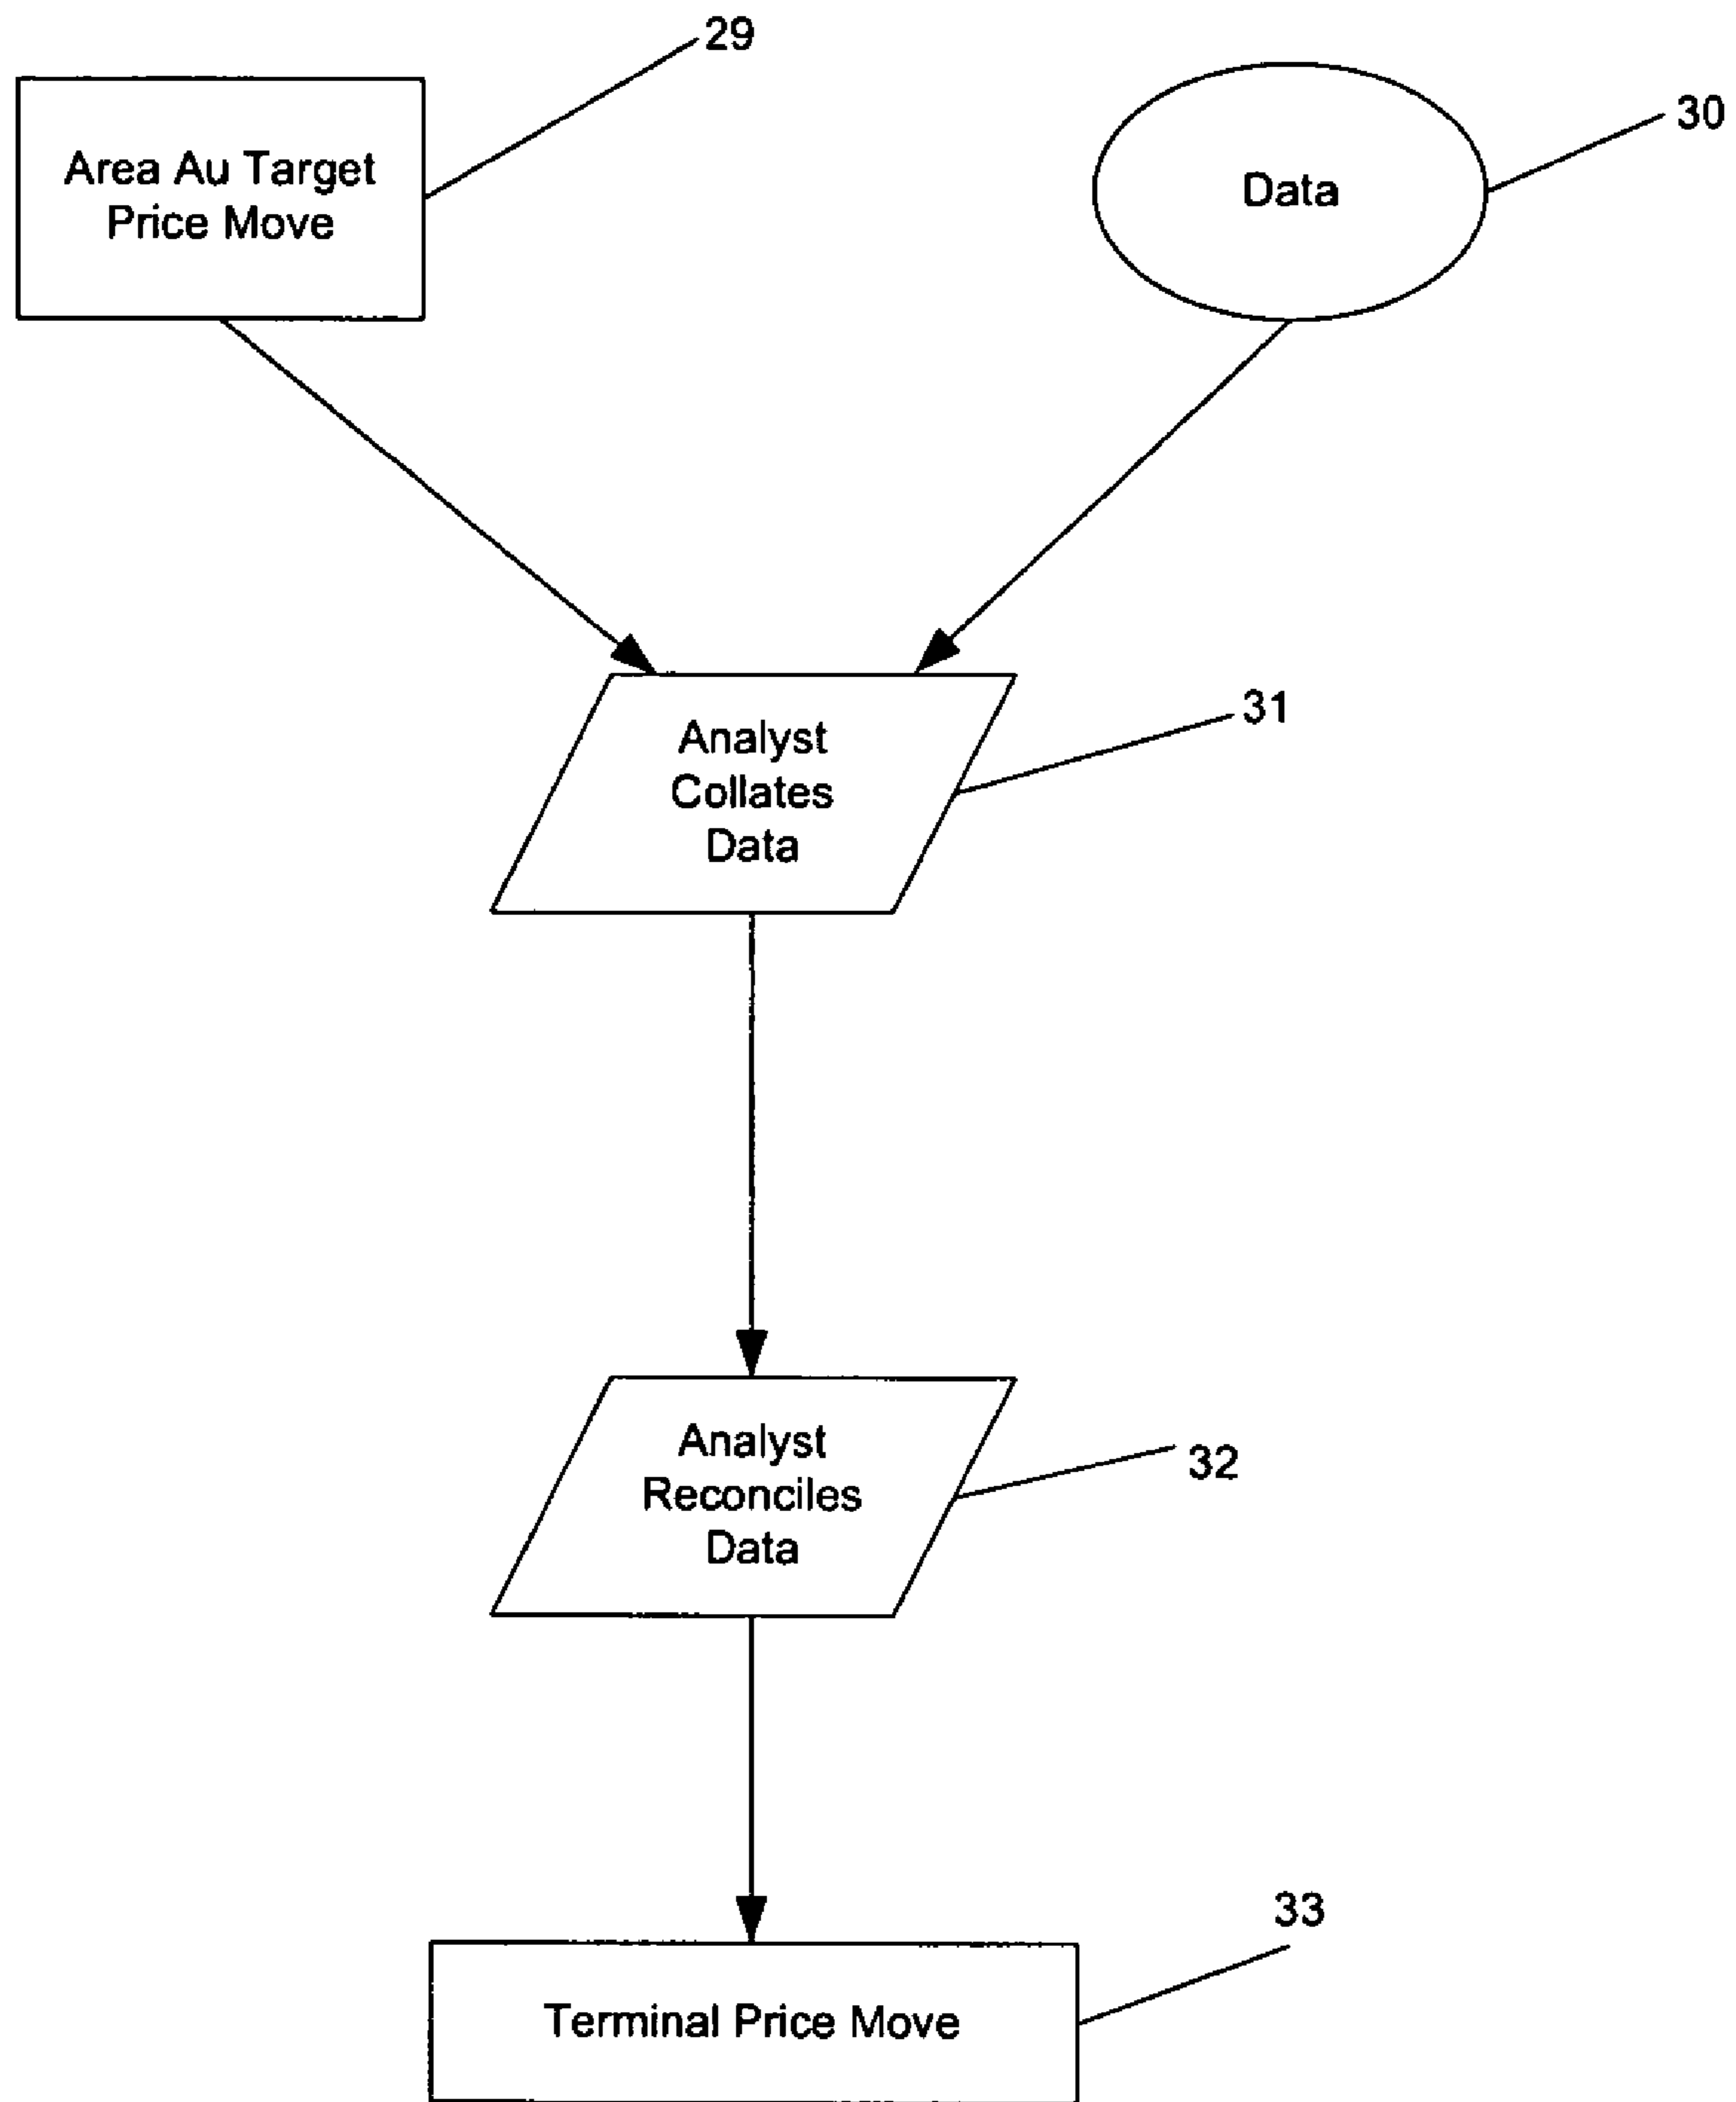 29
30
Area Au Target
Price Move
Data
31
Analyst
Collates
Data
32
Analyst
Reconciles
Data
33
Terminal Price Move